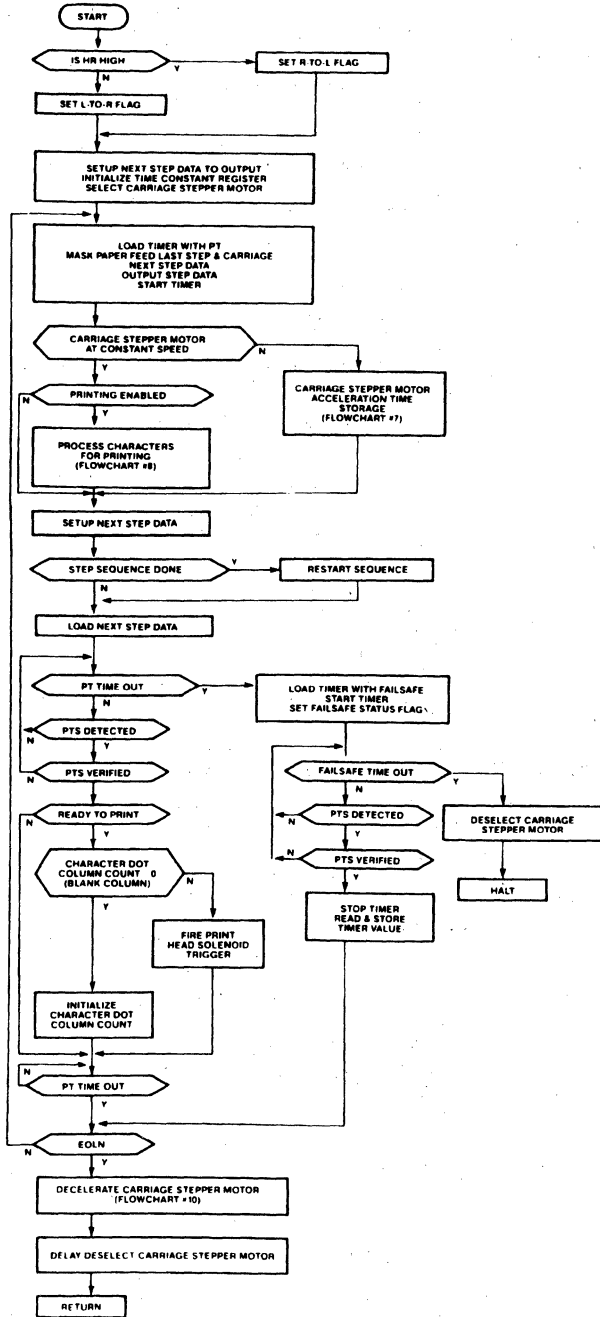 START
IS HR HIGH
Y
SET R-TO-L FLAG
N
SET L-TO-R FLAG
SETUP NEXT STEP DATA TO OUTPUT
INITIALIZE TIME CONSTANT REGISTER
SELECT CARRIAGE STEPPER MOTOR
LOAD TIMER WITH PT
MASK PAPER FEED LAST STEP & CARRIAGE
NEXT STEP DATA
OUTPUT STEP DATA
START TIMER
CARRIAGE STEPPER MOTOR
AT CONSTANT SPEED
N
Y
N
PRINTING ENABLED
Y
CARRIAGE STEPPER MOTOR
ACCELERATION TIME
STORAGE
(FLOWCHART #7)
PROCESS CHARACTERS
FOR PRINTING
(FLOWCHART #8)
SETUP NEXT STEP DATA
STEP SEQUENCE DONE
Y
RESTART SEQUENCE
N
LOAD NEXT STEP DATA
PT TIME OUT
Y
N
LOAD TIMER WITH FAILSAFE
START TIMER
SET FAILSAFE STATUS FLAG
N
PTS DETECTED
Y
N
PTS VERIFIED
Y
FAILSAFE TIME OUT
Y
N
N
PTS DETECTED
Y
N
PTS VERIFIED
Y
DESELECT CARRIAGE
STEPPER MOTOR
HALT
N
READY TO PRINT
Y
CHARACTER DOT
COLUMN COUNT 0
(BLANK COLUMN)
N
Y
STOP TIMER
READ & STORE
TIMER VALUE
FIRE PRINT
HEAD SOLENOID
TRIGGER
INITIALIZE
CHARACTER DOT
COLUMN COUNT
N
PT TIME OUT
Y
N
EOLN
Y
DECELERATE CARRIAGE STEPPER MOTOR
(FLOWCHART #10)
DELAY DESELECT CARRIAGE STEPPER MOTOR
RETURN